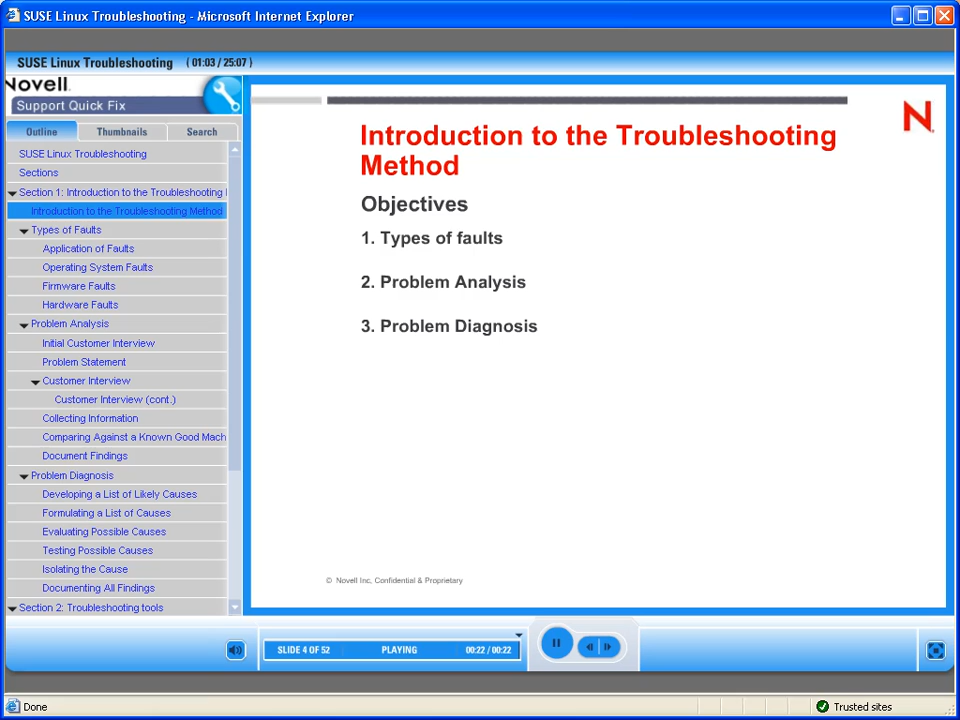 SUSE Linux Troubleshooting - Microsoft Internet Explorer
SUSE Linux Troubleshooting ( 01:03 / 25:07 )
Novell.
Support Quick Fix
Outline Thumbnails Search
SUSE Linux Troubleshooting
Sections
Section 1: Introduction to the Troubleshooting
Introduction to the Troubleshooting Method
Types of Faults
Application of Faults
Operating System Faults
Firmware Faults
Hardware Faults
Problem Analysis
Initial Customer Interview
Problem Statement
Customer Interview
Customer Interview (cont.)
Collecting Information
Comparing Against a Known Good Mach
Document Findings
Problem Diagnosis
Developing a List of Likely Causes
Formulating a List of Causes
Evaluating Possible Causes
Testing Possible Causes
Isolating the Cause
Documenting All Findings
Section 2: Troubleshooting tools
N
Introduction to the Troubleshooting
Method
Objectives
1. Types of faults
2. Problem Analysis
3. Problem Diagnosis
© Novell Inc, Confidential & Proprietary
SLIDE 4 OF 52 PLAYING 00:22 / 00:22
Done Trusted sites